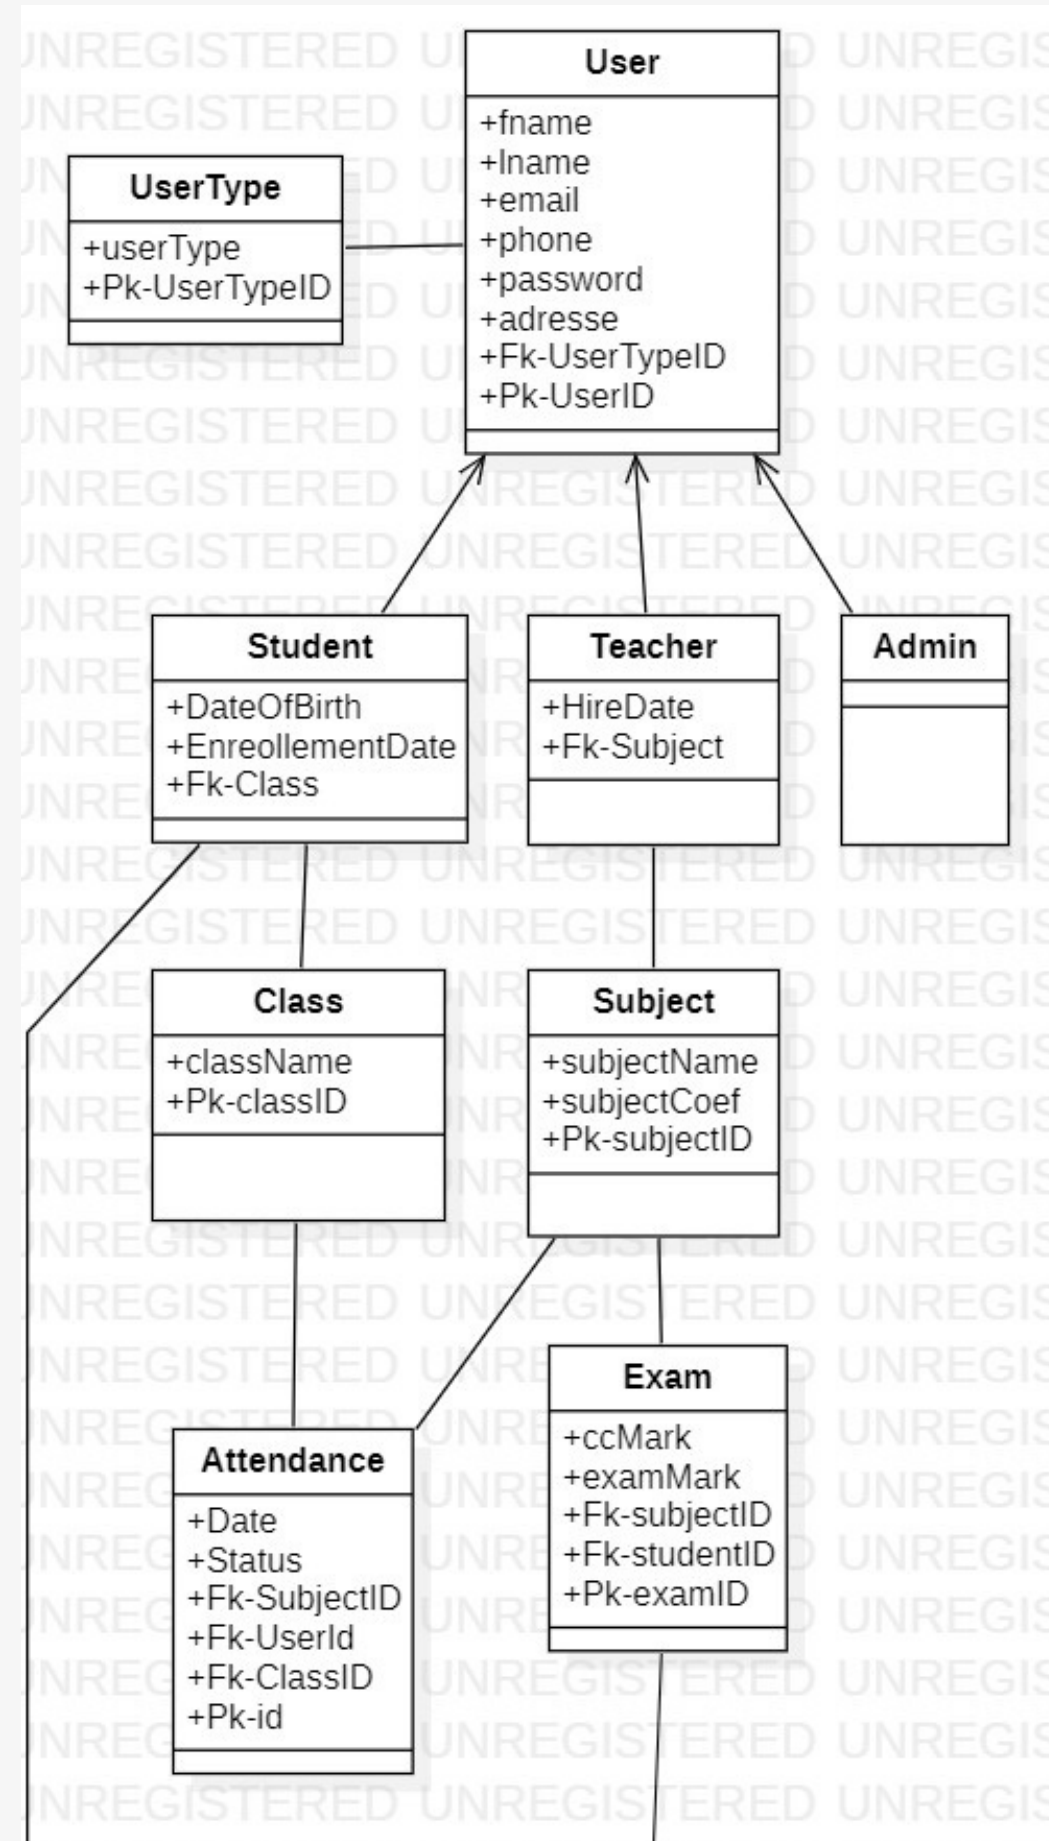 User
+fname
+lname
+email
+phone
+password
+adresse
+Fk-UserTypeID
+Pk-UserID
UserType
+userType
+Pk-UserTypeID
Student
+DateOfBirth
+EnreollementDate
+Fk-Class
Teacher
+HireDate
+Fk-Subject
Admin
Class
+className
+Pk-classID
Subject
+subjectName
+subjectCoef
+Pk-subjectID
Exam
+ccMark
+examMark
+Fk-subjectID
+Fk-studentID
+Pk-examID
Attendance
+Date
+Status
+Fk-SubjectID
+Fk-UserId
+Fk-ClassID
+Pk-id
UNREGISTERED